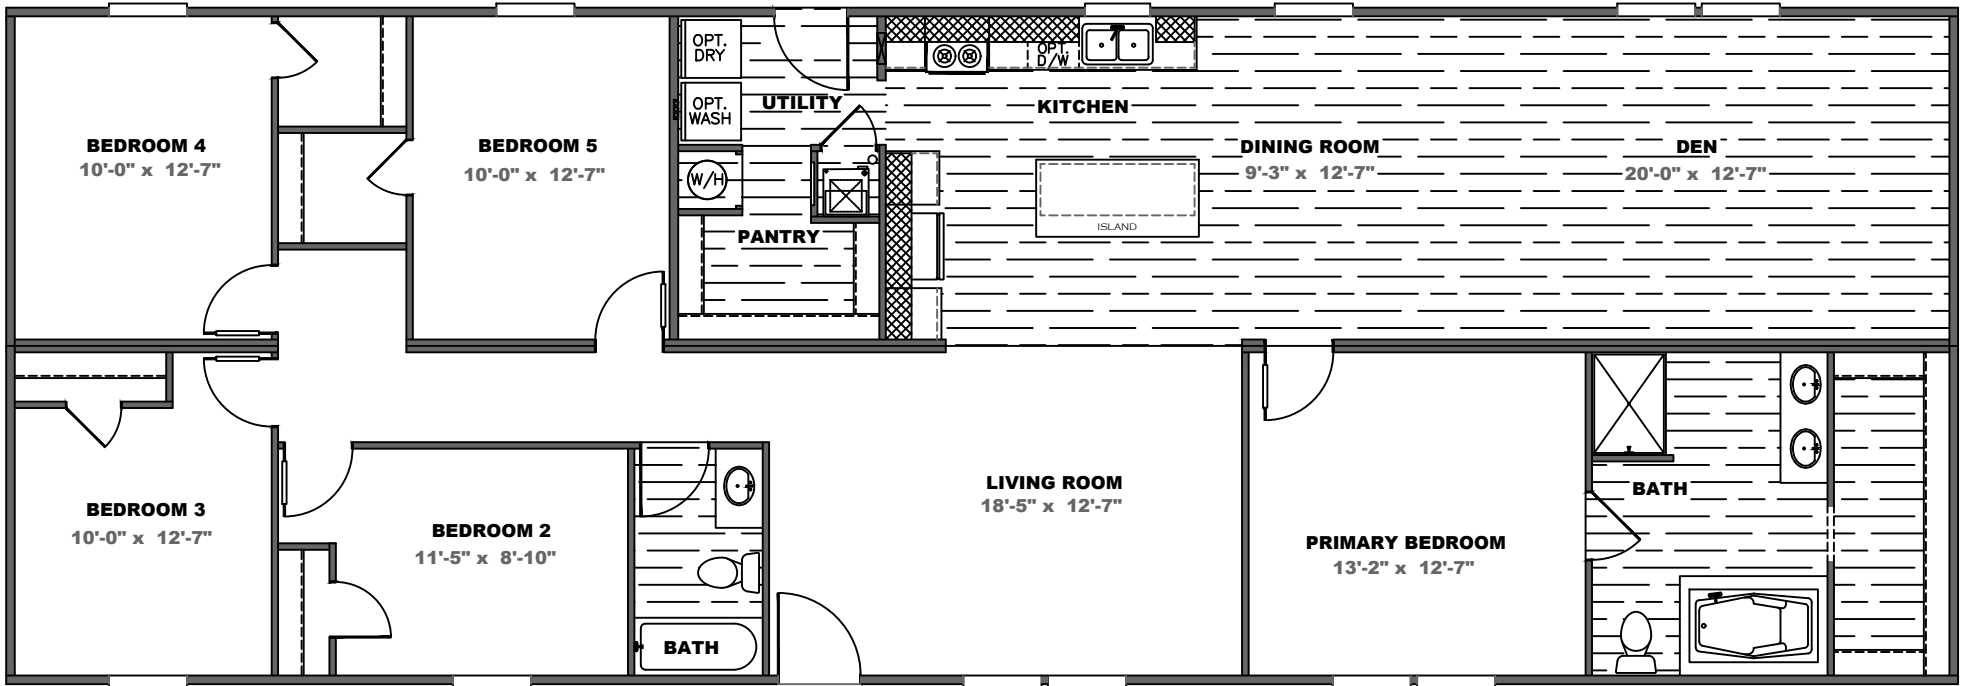 OPT.
DRY
OPT.
D/W
OPT.
WASH
UTILITY
KITCHEN
BEDROOM 4
10'-0" x 12'-7"
BEDROOM 5
10'-0" x 12'-7"
DINING ROOM
9'-3" x 12'-7"
DEN
20'-0" x 12'-7"
W/H
PANTRY
ISLAND
BEDROOM 3
10'-0" x 12'-7"
BEDROOM 2
11'-5" x 8'-10"
LIVING ROOM
18'-5" x 12'-7"
BATH
PRIMARY BEDROOM
13'-2" x 12'-7"
BATH